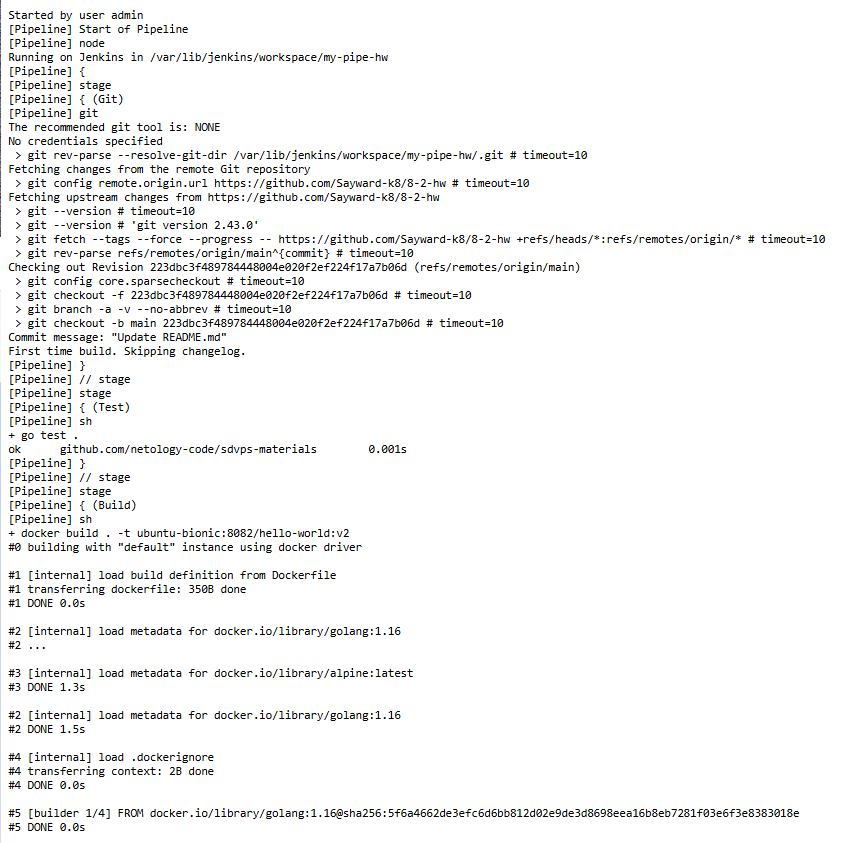 Started by user admin
[Pipeline] Start of Pipeline
[Pipeline] node
Running on Jenkins in /var/lib/jenkins/workspace/my-pipe-hw
[Pipeline] {
[Pipeline] stage
[Pipeline] { (Git)
[Pipeline] git
The recommended git tool is: NONE
No credentials specified
 > git rev-parse --resolve-git-dir /var/lib/jenkins/workspace/my-pipe-hw/.git # timeout=10
Fetching changes from the remote Git repository
 > git config remote.origin.url https://github.com/Sayward-k8/8-2-hw # timeout=10
Fetching upstream changes from https://github.com/Sayward-k8/8-2-hw
 > git --version # timeout=10
 > git --version # 'git version 2.43.0'
 > git fetch --tags --force --progress -- https://github.com/Sayward-k8/8-2-hw +refs/heads/*:refs/remotes/origin/* # timeout=10
 > git rev-parse refs/remotes/origin/main^{commit} # timeout=10
Checking out Revision 223dbc3f489784448004e020f2ef224f17a7b06d (refs/remotes/origin/main)
 > git config core.sparsecheckout # timeout=10
 > git checkout -f 223dbc3f489784448004e020f2ef224f17a7b06d # timeout=10
 > git branch -a -v --no-abbrev # timeout=10
 > git checkout -b main 223dbc3f489784448004e020f2ef224f17a7b06d # timeout=10
Commit message: "Update README.md"
First time build. Skipping changelog.
[Pipeline] }
[Pipeline] // stage
[Pipeline] stage
[Pipeline] { (Test)
[Pipeline] sh
+ go test .
ok  	github.com/netology-code/sdvps-materials	0.001s
[Pipeline] }
[Pipeline] // stage
[Pipeline] stage
[Pipeline] { (Build)
[Pipeline] sh
+ docker build . -t ubuntu-bionic:8082/hello-world:v2
#0 building with "default" instance using docker driver

#1 [internal] load build definition from Dockerfile
#1 transferring dockerfile: 350B done
#1 DONE 0.0s

#2 [internal] load metadata for docker.io/library/golang:1.16
#2 ...

#3 [internal] load metadata for docker.io/library/alpine:latest
#3 DONE 1.3s

#2 [internal] load metadata for docker.io/library/golang:1.16
#2 DONE 1.5s

#4 [internal] load .dockerignore
#4 transferring context: 2B done
#4 DONE 0.0s

#5 [builder 1/4] FROM docker.io/library/golang:1.16@sha256:5f6a4662de3efc6d6bb812d02e9de3d8698eea16b8eb7281f03e6f3e8383018e
#5 DONE 0.0s